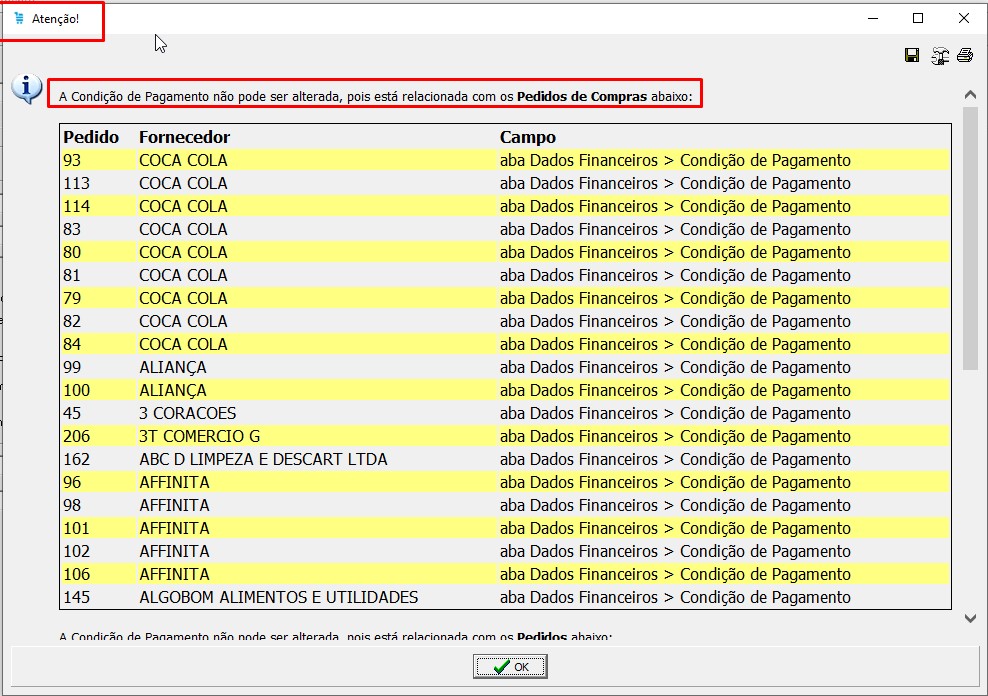 Atenção!
A Condição de Pagamento não pode ser alterada, pois está relacionada com os Pedidos de Compras abaixo:
Pedido Fornecedor Campo
93 COCA COLA aba Dados Financeiros > Condição de Pagamento
113 COCA COLA aba Dados Financeiros > Condição de Pagamento
114 COCA COLA aba Dados Financeiros > Condição de Pagamento
83 COCA COLA aba Dados Financeiros > Condição de Pagamento
80 COCA COLA aba Dados Financeiros > Condição de Pagamento
81 COCA COLA aba Dados Financeiros > Condição de Pagamento
79 COCA COLA aba Dados Financeiros > Condição de Pagamento
82 COCA COLA aba Dados Financeiros > Condição de Pagamento
84 COCA COLA aba Dados Financeiros > Condição de Pagamento
99 ALIANÇA aba Dados Financeiros > Condição de Pagamento
100 ALIANÇA aba Dados Financeiros > Condição de Pagamento
45 3 CORACOES aba Dados Financeiros > Condição de Pagamento
206 3T COMERCIO G aba Dados Financeiros > Condição de Pagamento
162 ABC D LIMPEZA E DESCART LTDA aba Dados Financeiros > Condição de Pagamento
96 AFFINITA aba Dados Financeiros > Condição de Pagamento
98 AFFINITA aba Dados Financeiros > Condição de Pagamento
101 AFFINITA aba Dados Financeiros > Condição de Pagamento
102 AFFINITA aba Dados Financeiros > Condição de Pagamento
106 AFFINITA aba Dados Financeiros > Condição de Pagamento
145 ALGOBOM ALIMENTOS E UTILIDADES aba Dados Financeiros > Condição de Pagamento
A Condição de Pagamento não pode ser alterada, pois está relacionada com os Pedidos abaixo:
OK